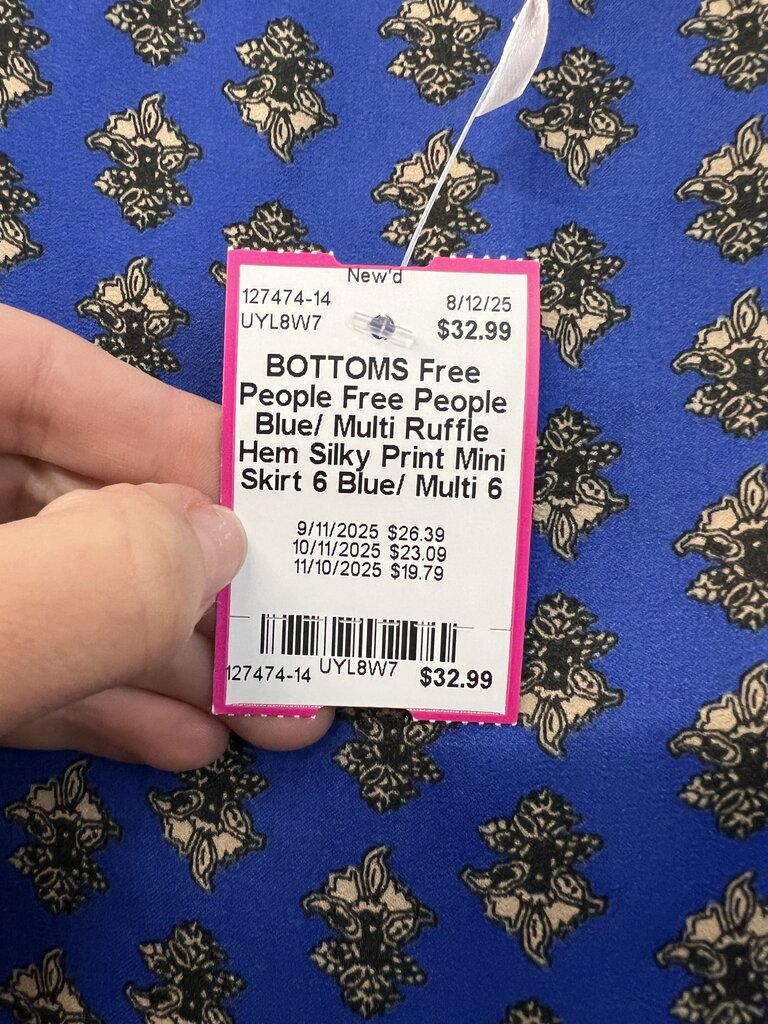 New'd
127474-14 8/12/25
UYL8W7 $32.99
BOTTOMS Free
People Free People
Blue/ Multi Ruffle
Hem Silky Print Mini
Skirt 6 Blue/ Multi 6
9/11/2025 $26.39
10/11/2025 $23.09
11/10/2025 $19.79
127474-14 UYL8W7 $32.99